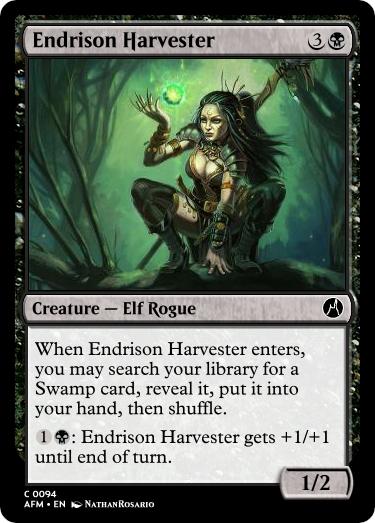 Endrison Harvester 3
Creature — Elf Rogue
When Endrison Harvester enters,
you may search your library for a
Swamp card, reveal it, put it into
your hand, then shuffle.
1 : Endrison Harvester gets +1/+1
until end of turn.
1/2
C 0094
AFM • EN NathanRosario